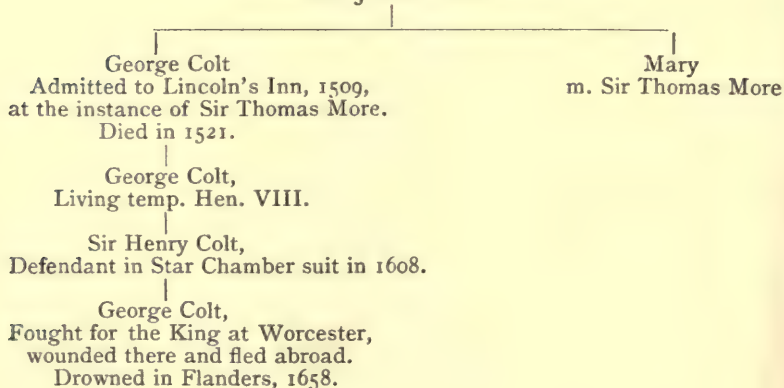 George Colt
Admitted to Lincoln's Inn, 1509,
at the instance of Sir Thomas More.
Died in 1521.
Mary
m. Sir Thomas More
George Colt,
Living temp. Hen. VIII.
Sir Henry Colt,
Defendant in Star Chamber suit in 1608.
George Colt,
Fought for the King at Worcester,
wounded there and fled abroad.
Drowned in Flanders, 1658.